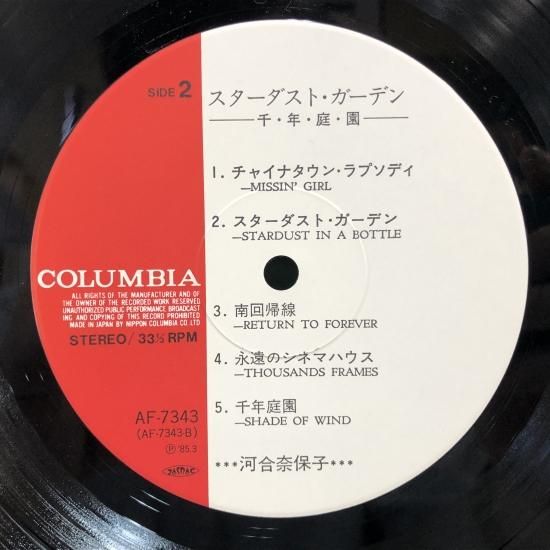 SIDE 2
スターダスト・ガーデン
千・年・庭・園
1. チャイナタウン・ラプソディ
—MISSIN' GIRL
2. スターダスト・ガーデン
—STARDUST IN A BOTTLE
COLUMBIA
ALL RIGHTS OF THE MANUFACTURER AND OF
THE OWNER OF THE RECORDED WORK RESERVED
UNAUTHORIZED PUBLIC PERFORMANCE BROADCAST
ING AND COPYING OF THIS RECORD PROHIBITED
MADE IN JAPAN BY NIPPON COLUMBIA CO. LTD
STEREO/33⅓ RPM
3. 南回帰線
—RETURN TO FOREVER
4. 永遠のシネマハウス
—THOUSANDS FRAMES
5. 千年庭園
—SHADE OF WIND
AF-7343
(AF-7343-B)
Ⓟ '85.3
JASRAC
***河合奈保子***